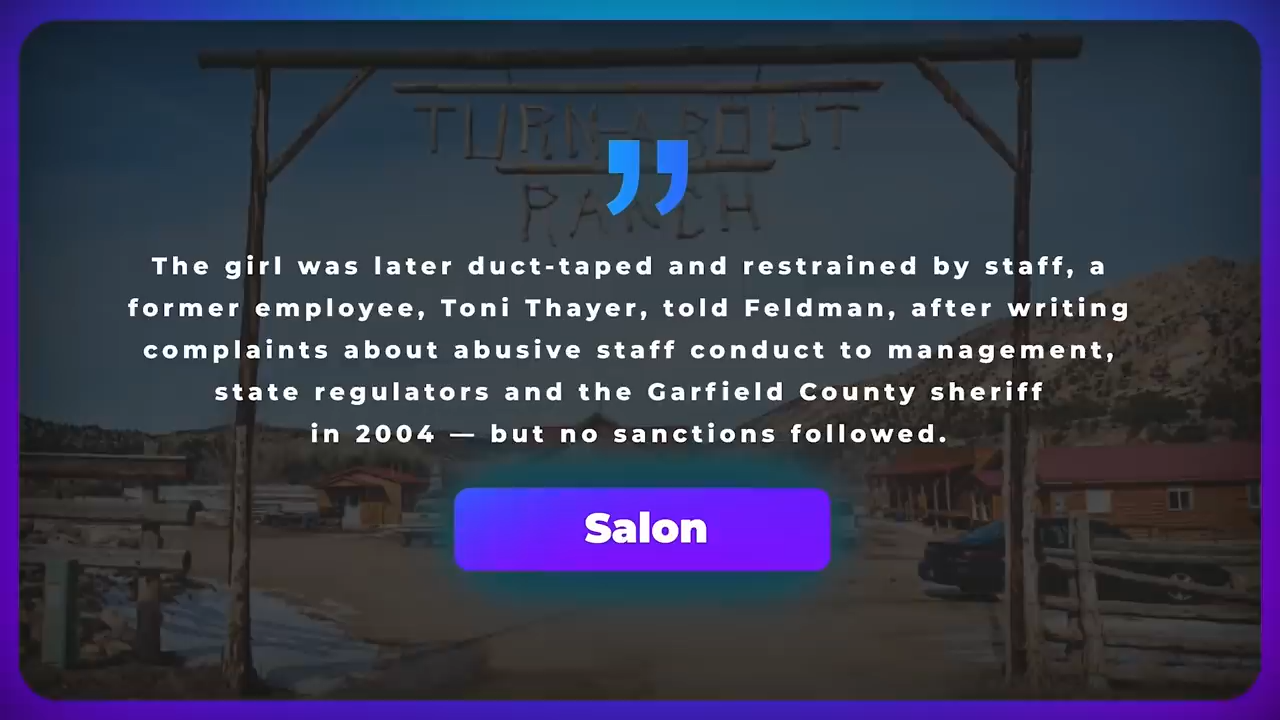 TURN-ABOUT
RANCH
”
The girl was later duct-taped and restrained by staff, a
former employee, Toni Thayer, told Feldman, after writing
complaints about abusive staff conduct to management,
state regulators and the Garfield County sheriff
in 2004 — but no sanctions followed.
Salon